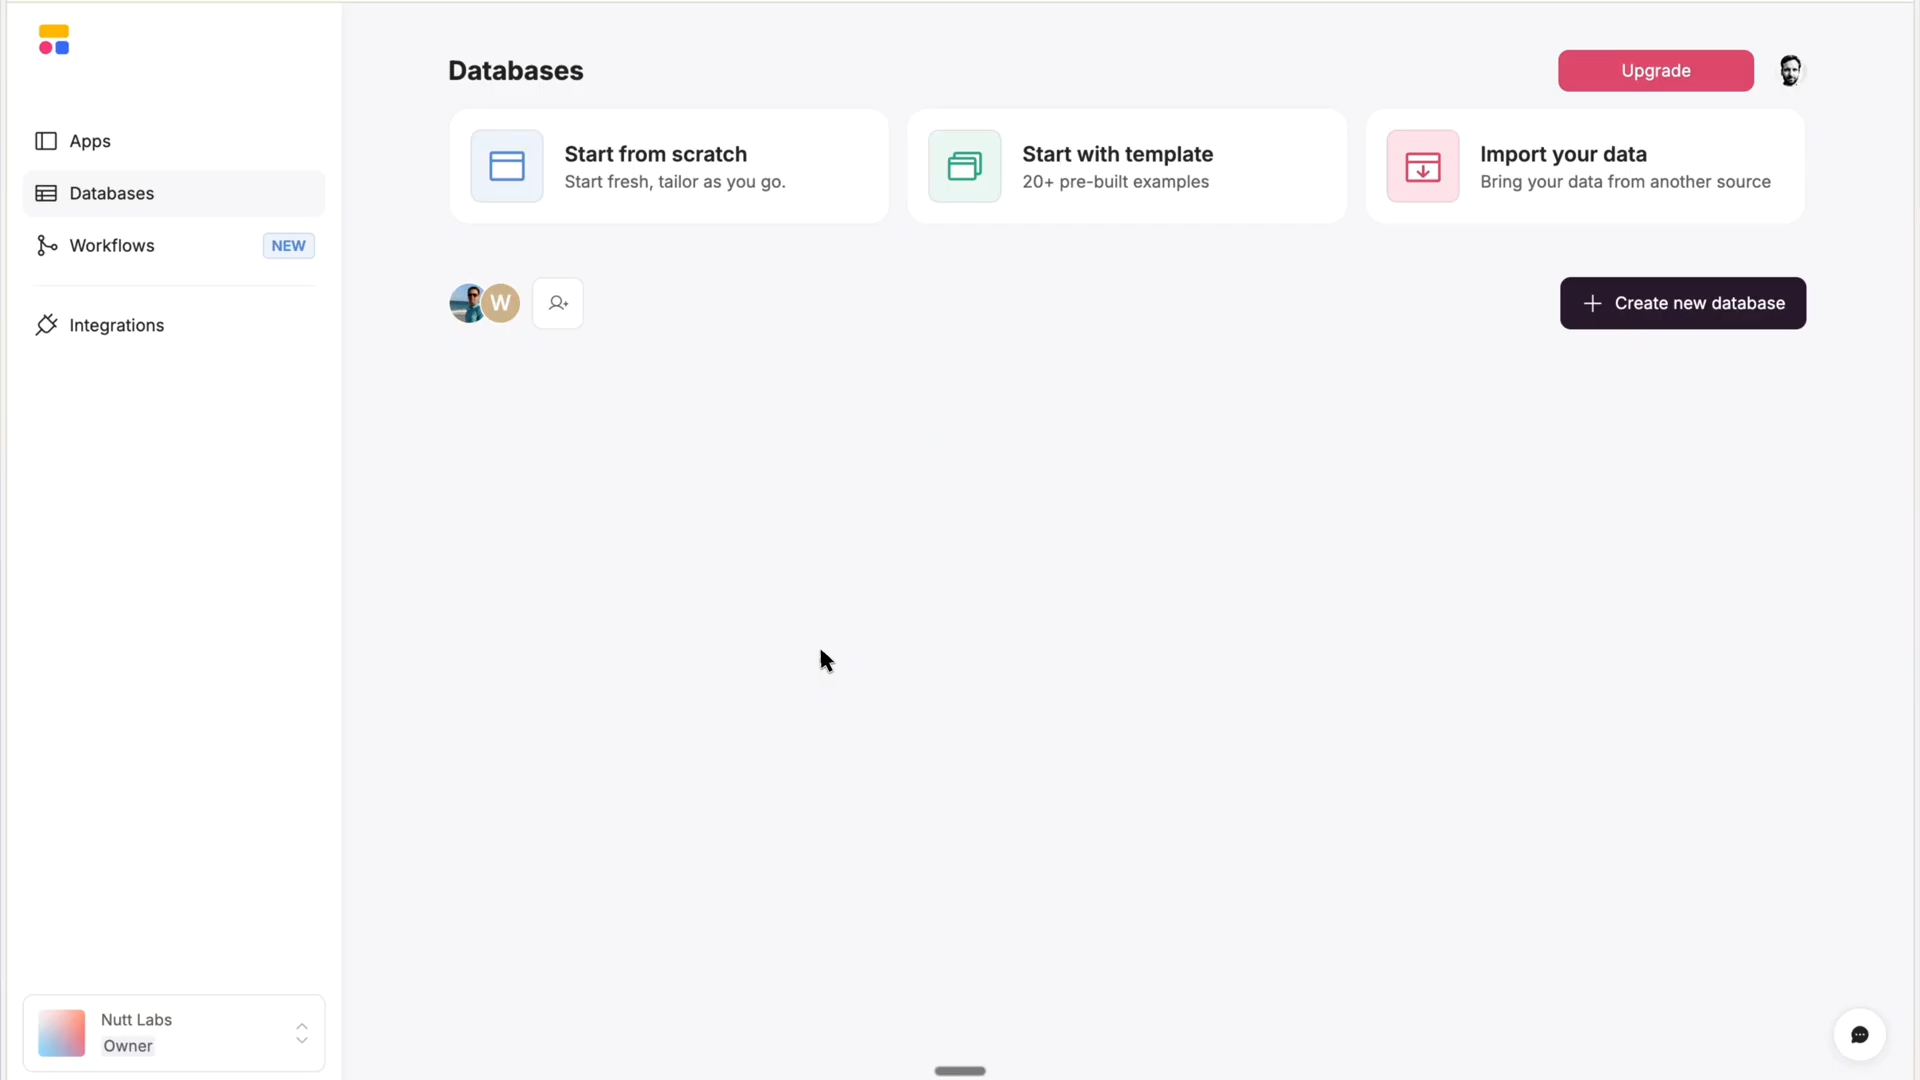 Apps
Databases
Workflows
NEW
Integrations
Nutt Labs
Owner
Databases
Upgrade
Start from scratch
Start fresh, tailor as you go.
Start with template
20+ pre-built examples
Import your data
Bring your data from another source
W
Create new database